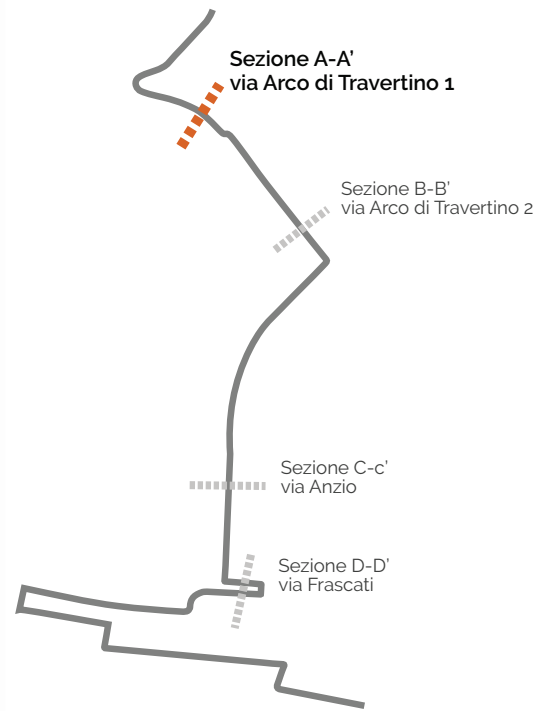 Sezione A-A’
via Arco di Travertino 1
Sezione B-B’
via Arco di Travertino 2
Sezione C-c’
via Anzio
Sezione D-D’
via Frascati